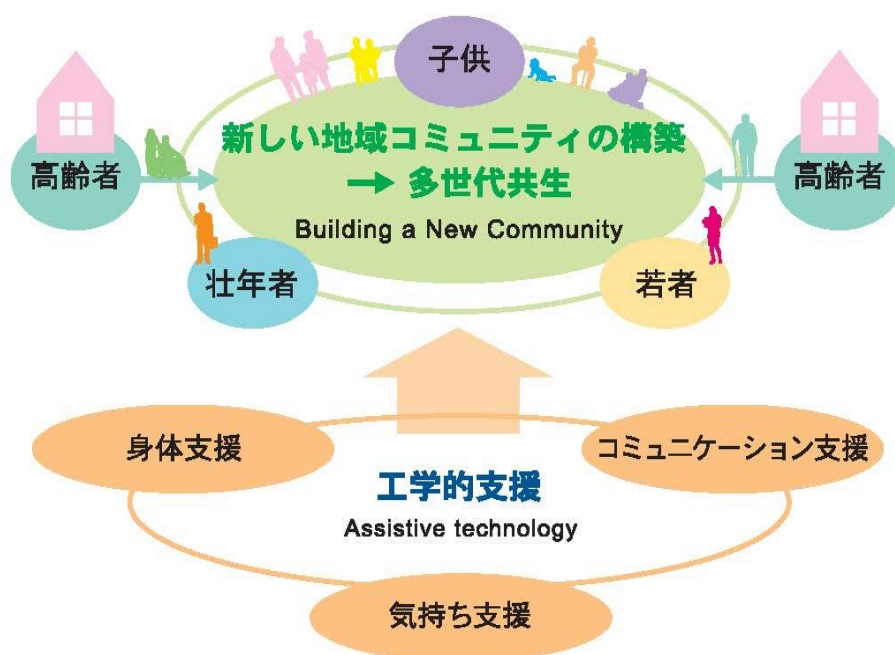 子供
新しい地域コミュニティの構築
→ 多世代共生
Building a New Community
高齢者
高齢者
壮年者
若者
身体支援
コミュニケーション支援
工学的支援
Assistive technology
気持ち支援